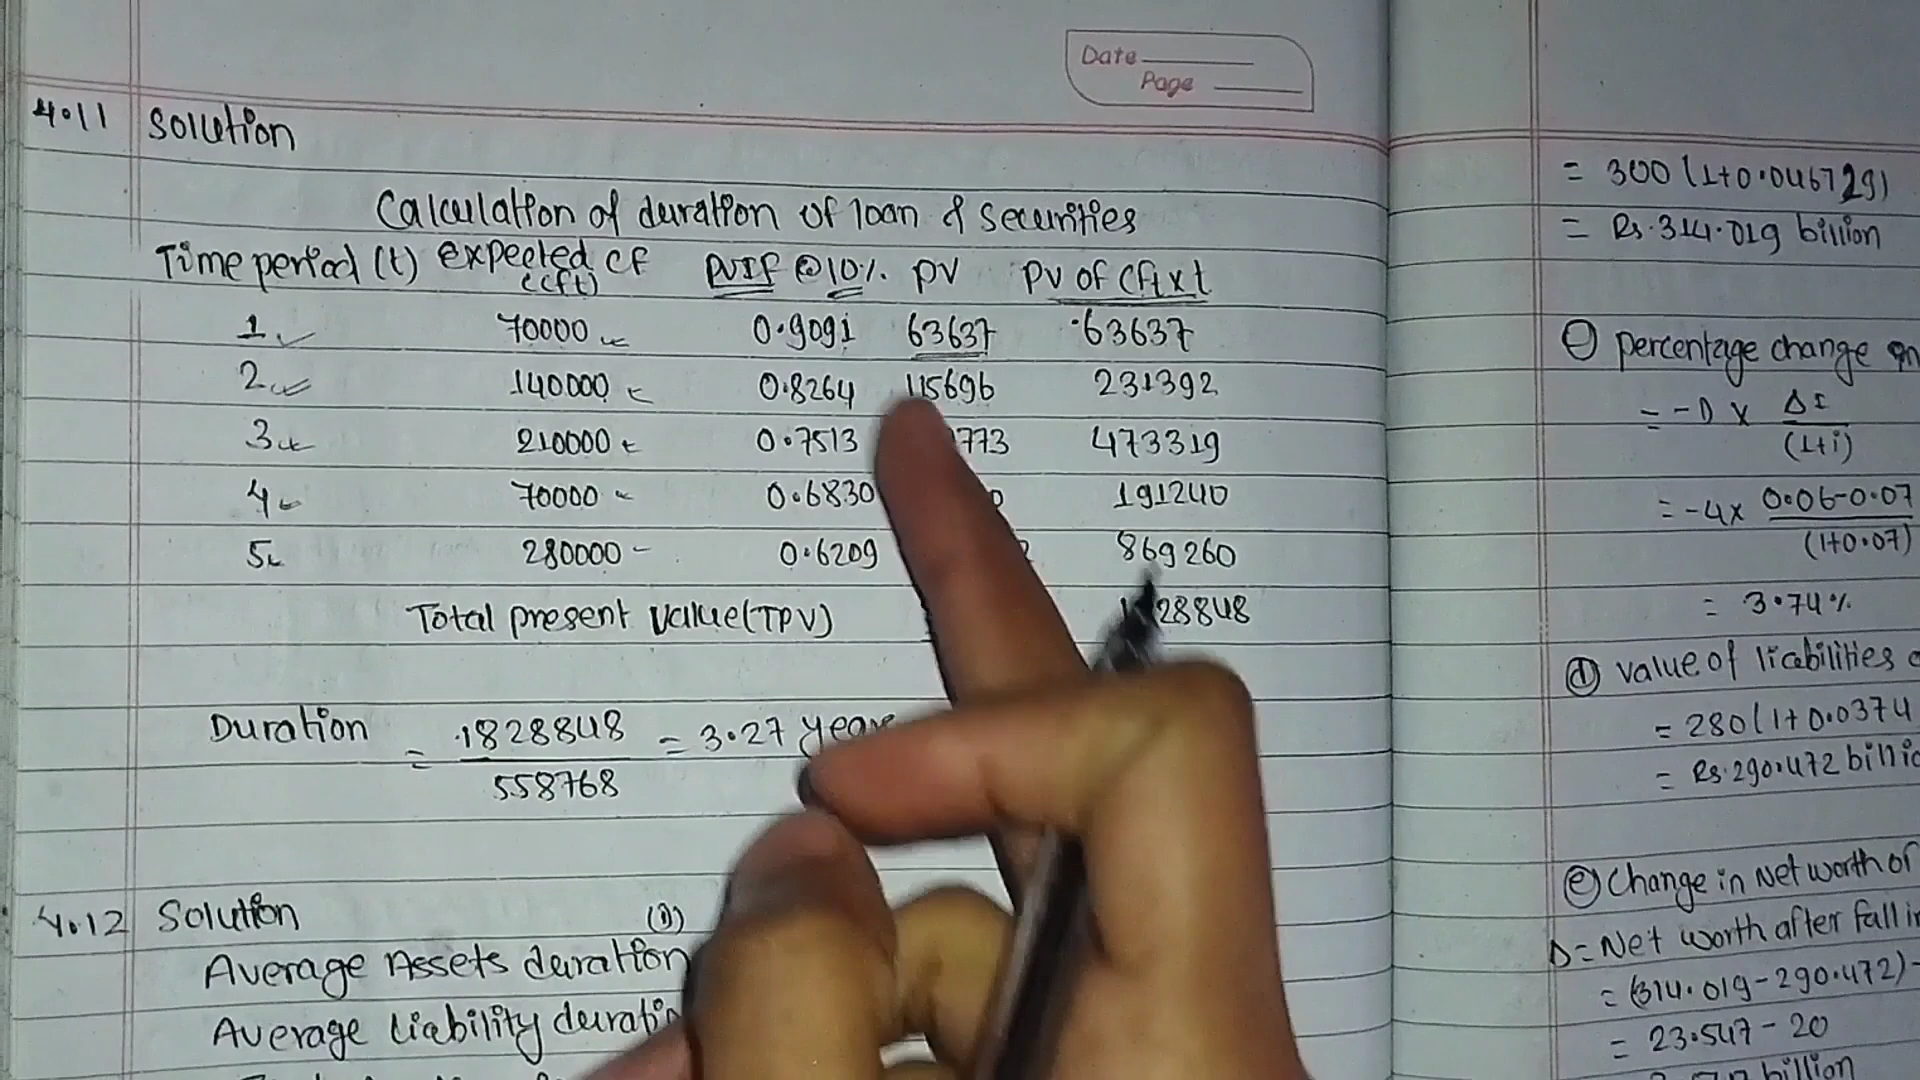 Date
Page
4.11 Solution
Calculation of duration of loan & securities
Time period (t) expected CF (cft) PVIF @10% PV PV of Cft x t
1 70000 0.9091 63637 63637
2 140000 0.8264 115696 231392
3 210000 0.7513 773 473319
4 70000 0.6830 0 191240
5 280000 0.6209 869260
Total present value (TPV) 28848
Duration = 1828848 / 558768 = 3.27 years
4.12 Solution (D)
Average Assets duration
Average liability
= 300 (1+0.046729)
= Rs. 314.019 billion
percentage change
= -D x ΔI / (1+i)
= -4x 0.06-0.07 / (1+0.07)
= 3.74%
(d) value of liabilities
= 280(1+0.0374
= Rs. 290.472
(e) Change in Net worth of
Δ = Net worth after fall in
= (314.019-290.472)-
= 23.547-20
billion